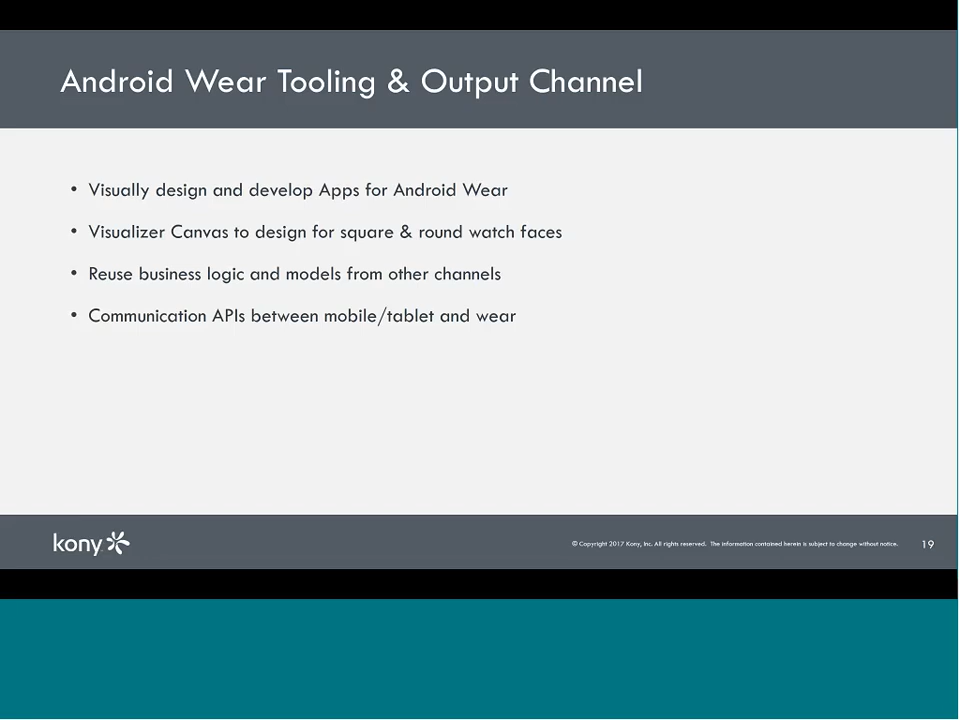 Android Wear Tooling & Output Channel
• Visually design and develop Apps for Android Wear
• Visualizer Canvas to design for square & round watch faces
• Reuse business logic and models from other channels
• Communication APIs between mobile/tablet and wear
kony
© Copyright 2017 Kony, Inc. All rights reserved. The information contained herein is subject to change without notice.
19